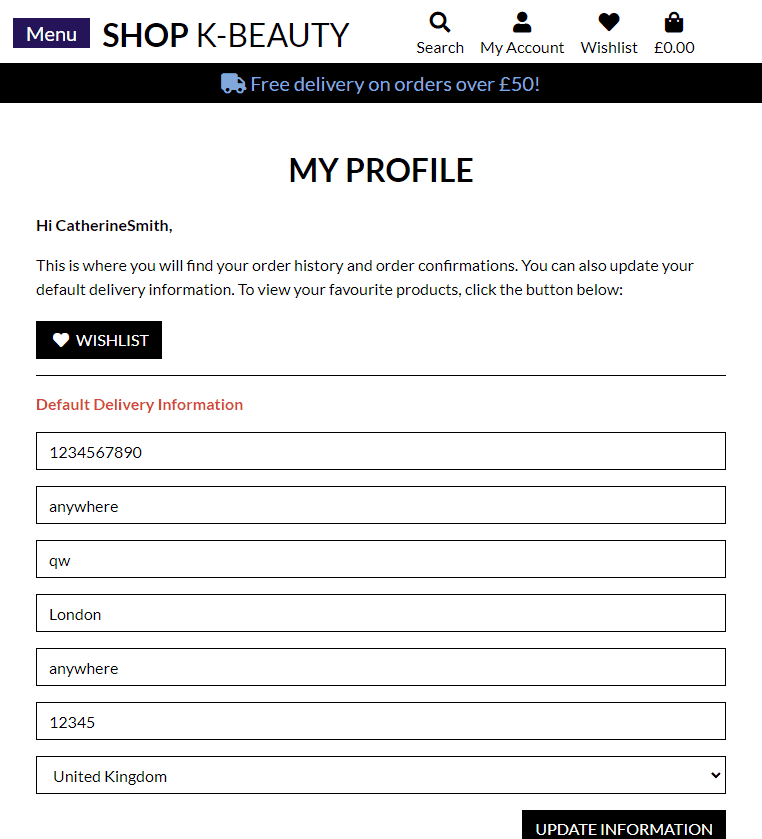 Menu SHOP K-BEAUTY Search My Account Wishlist £0.00
Free delivery on orders over £50!
MY PROFILE
Hi CatherineSmith,
This is where you will find your order history and order confirmations. You can also update your
default delivery information. To view your favourite products, click the button below:
WISHLIST
Default Delivery Information
1234567890
anywhere
qw
London
anywhere
12345
United Kingdom
UPDATE INFORMATION